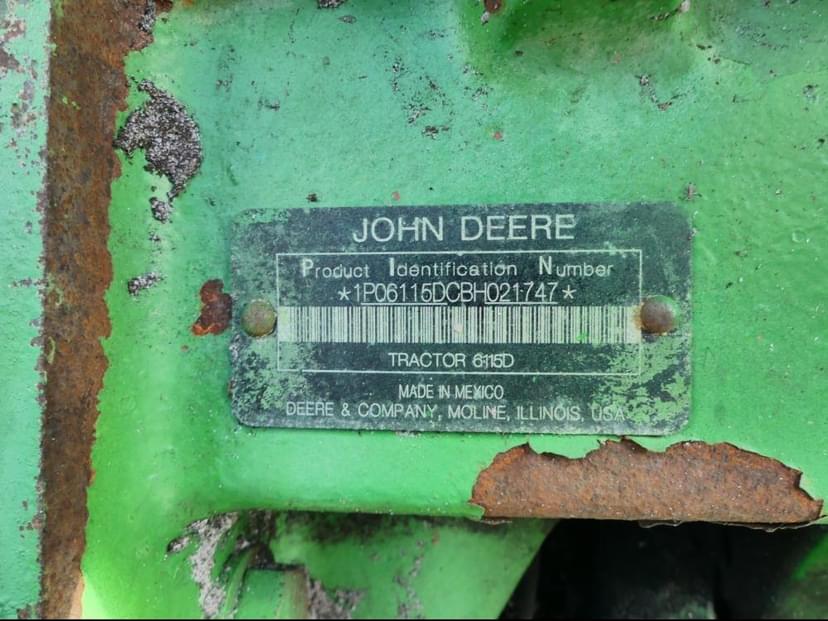 JOHN DEERE
Product Identification Number
*1P06115DCBH021747*
TRACTOR 6115D
MADE IN MEXICO
DEERE & COMPANY, MOLINE, ILLINOIS, USA